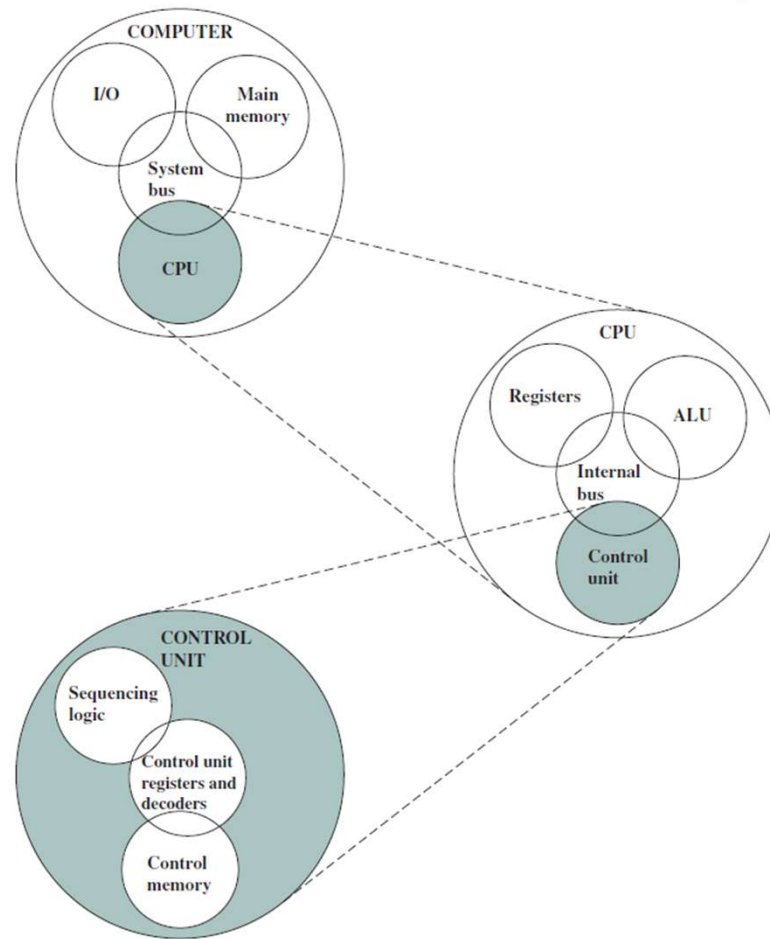 COMPUTER
I/O
Main
memory
System
bus
CPU
CPU
Registers
ALU
Internal
bus
Control
unit
CONTROL
UNIT
Sequencing
logic
Control unit
registers and
decoders
Control
memory